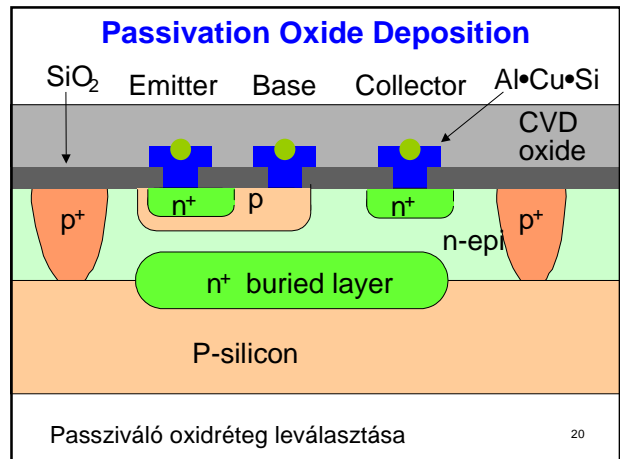 Passivation Oxide Deposition
SiO₂ Emitter Base Collector Al•Cu•Si
CVD
oxide
p⁺ n⁺ p n⁺ p⁺
n-epi
n⁺ buried layer
P-silicon
Passziváló oxidréteg leválasztása 20